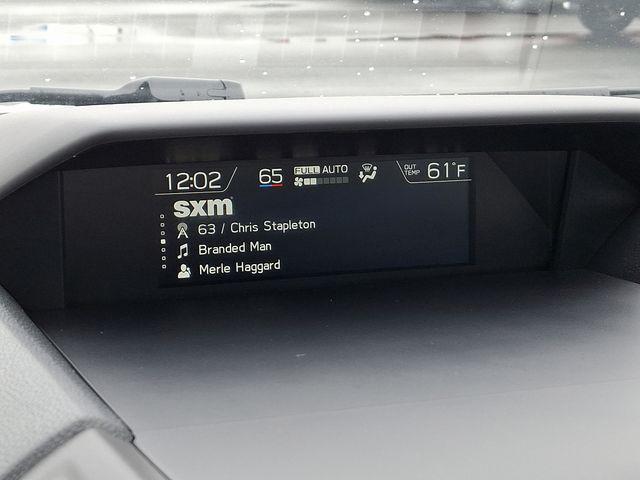 12:02 65 FULL AUTO OUT TEMP 61°F
sxm
63 / Chris Stapleton
Branded Man
Merle Haggard